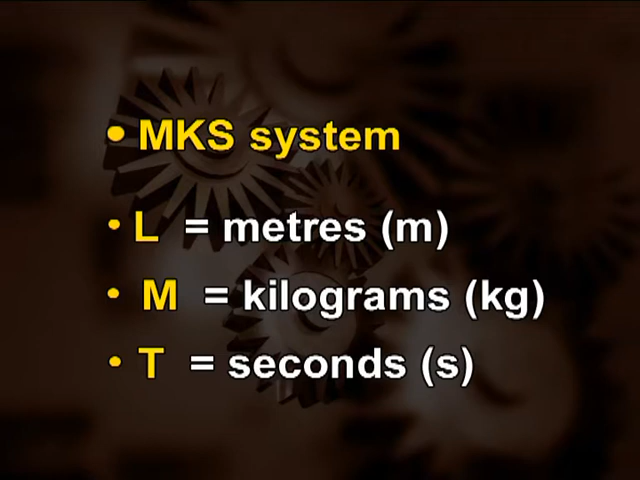 • MKS system
• L = metres (m)
• M = kilograms (kg)
• T = seconds (s)